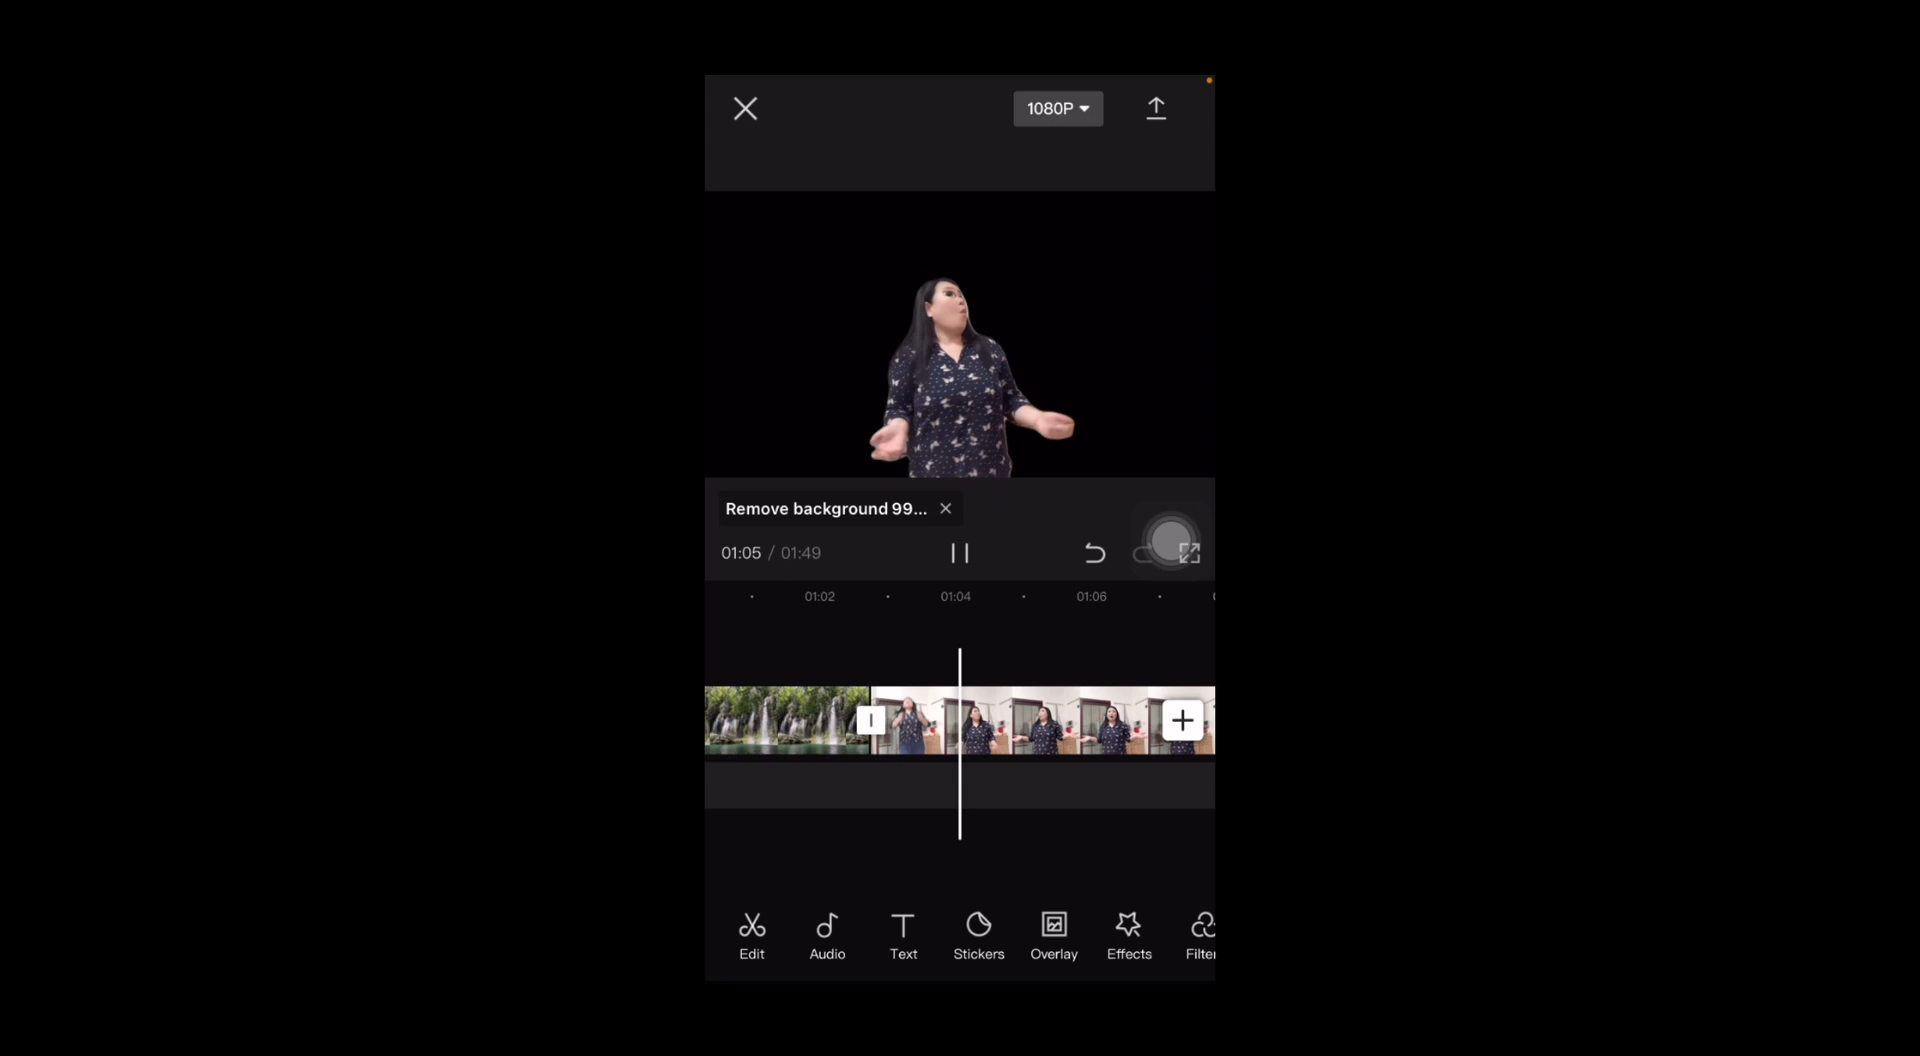 1080P
Remove background 99...
01:05 / 01:49
01:02 01:04 01:06
Edit Audio Text Stickers Overlay Effects Filter